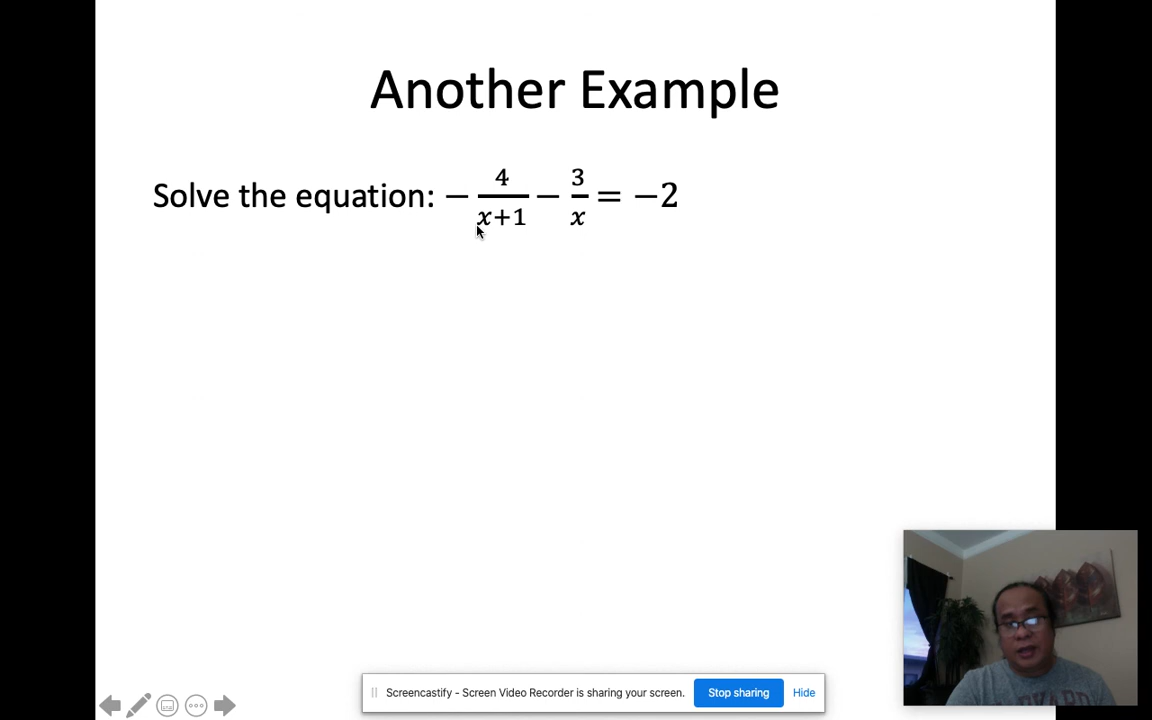 Another Example
Solve the equation: −4/(x+1) − 3/x = −2
Screencastify - Screen Video Recorder is sharing your screen. Stop sharing Hide